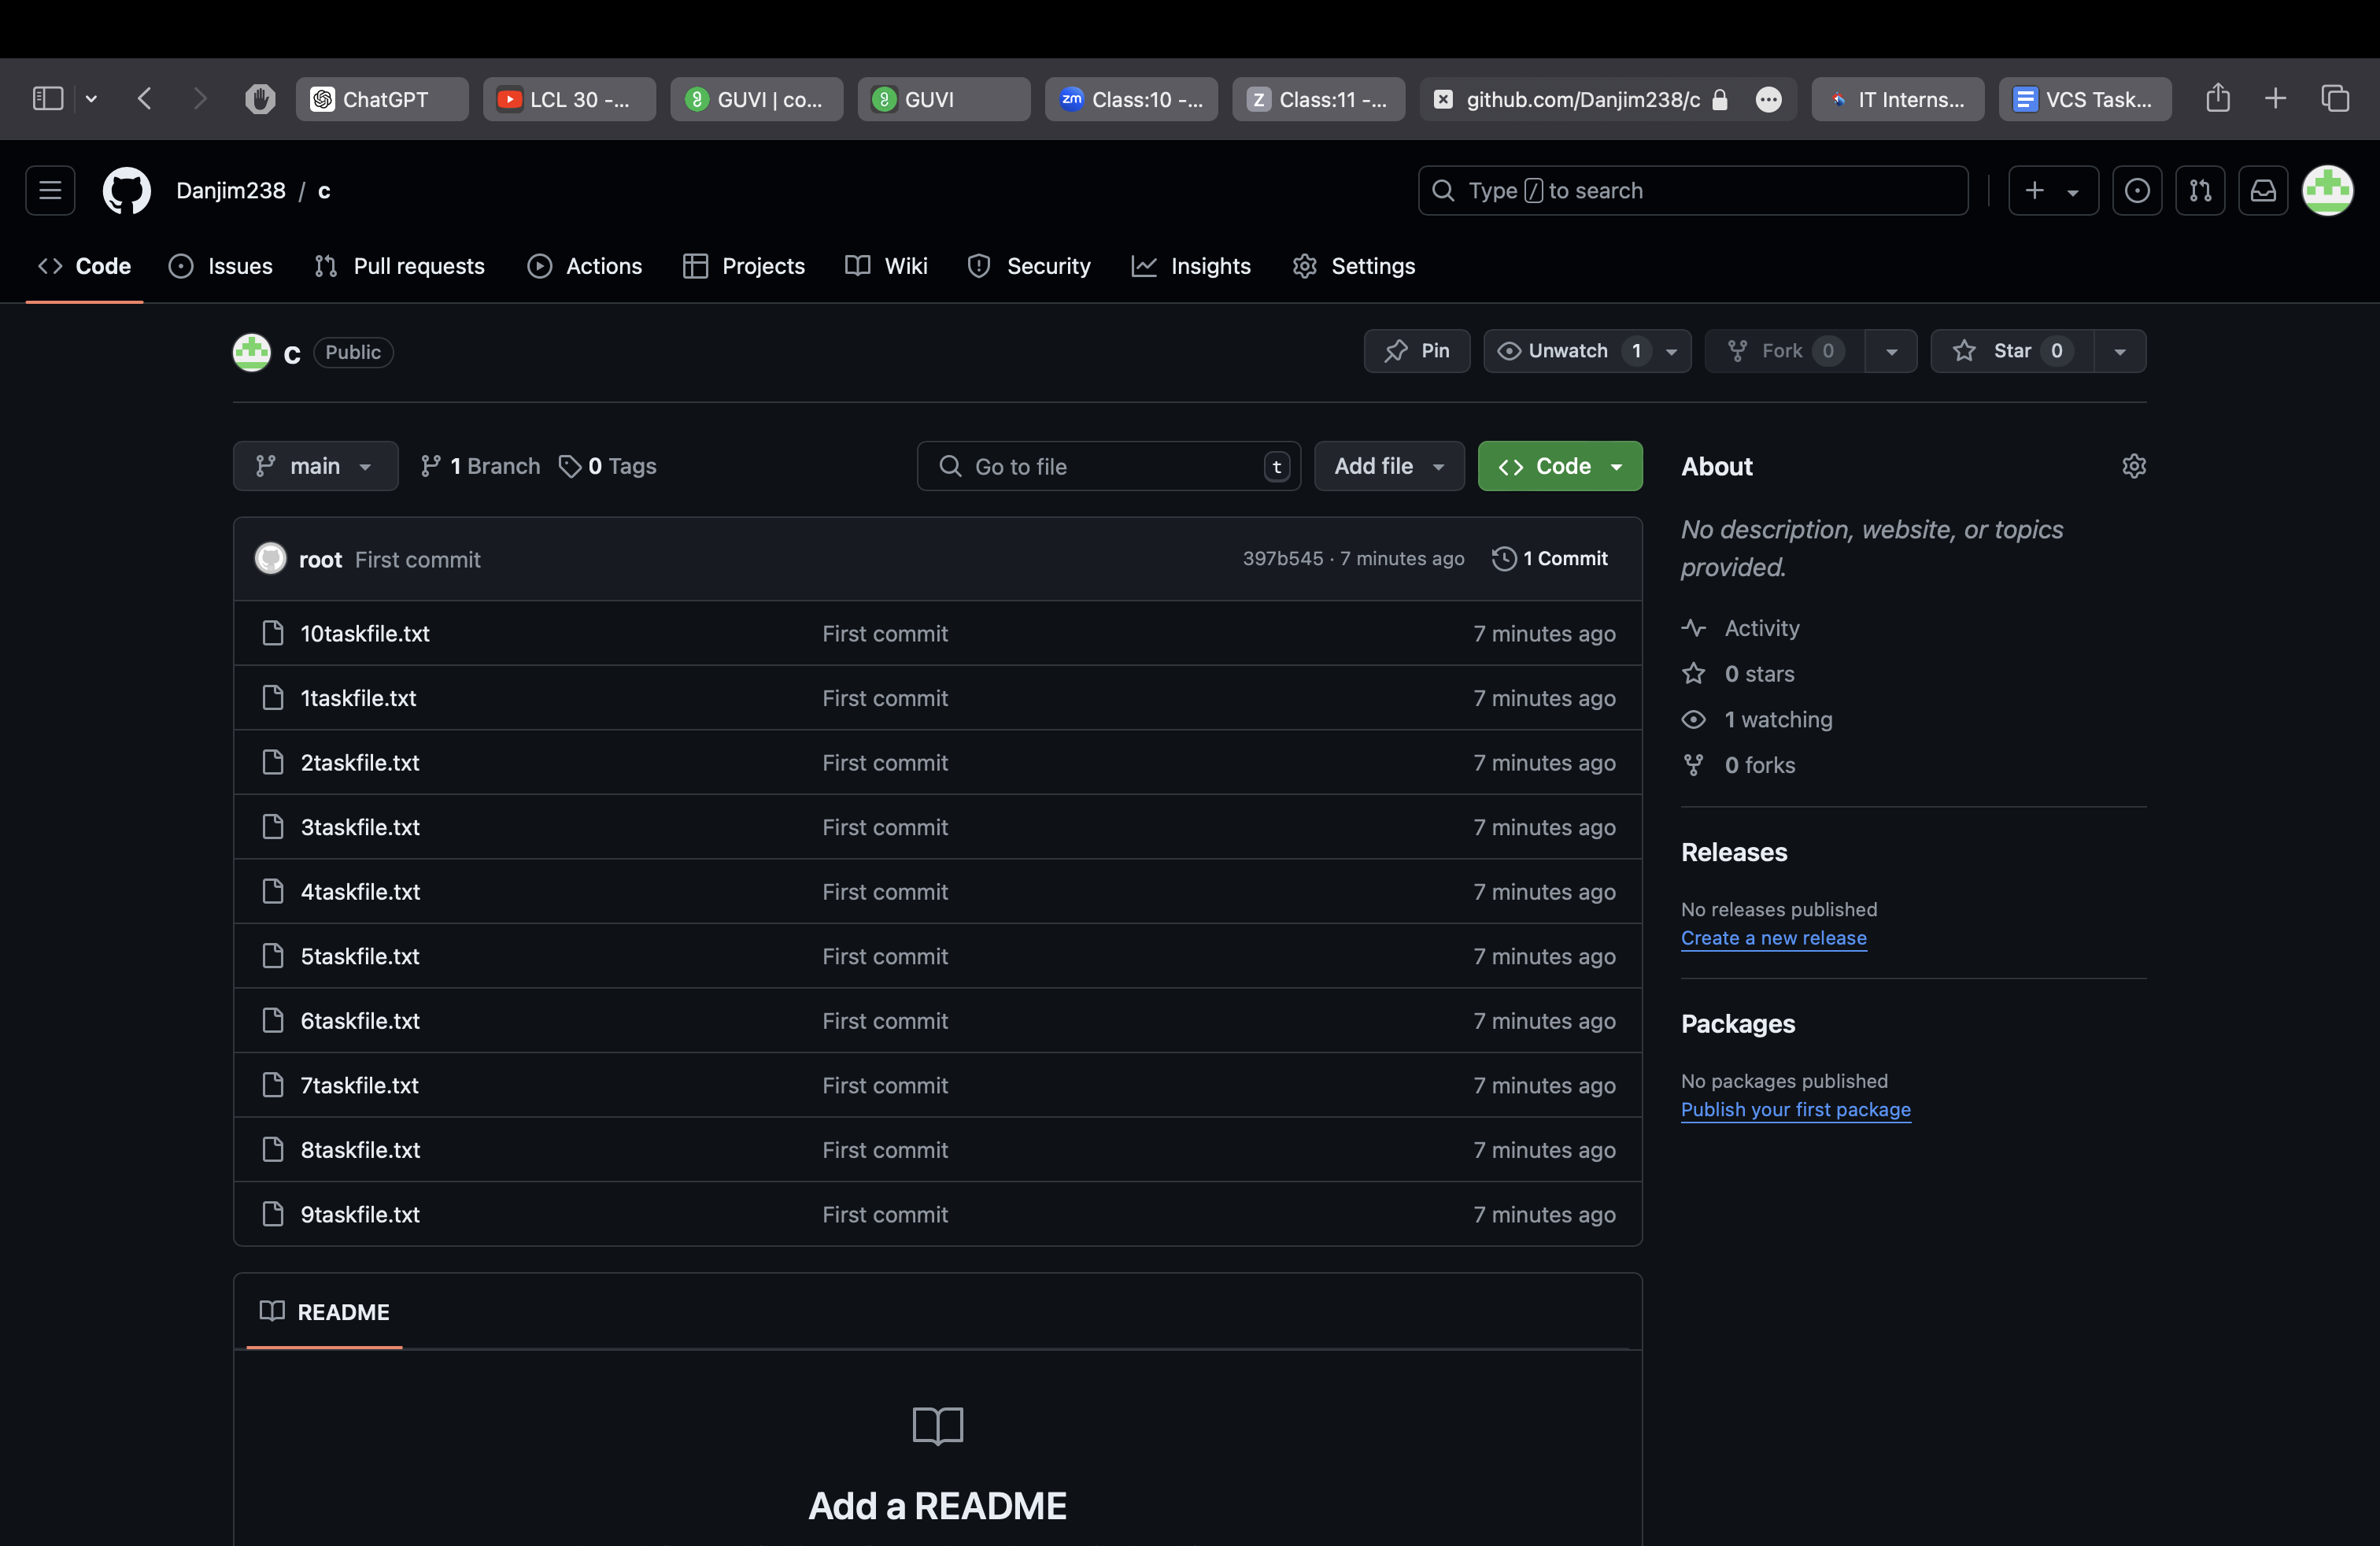 ChatGPT
LCL 30 -...
GUVI | co...
GUVI
zm Class:10 -...
Z Class:11 -...
github.com/Danjim238/c
IT Interns...
VCS Task...
Danjim238 / c
Type / to search
Code
Issues
Pull requests
Actions
Projects
Wiki
Security
Insights
Settings
c Public
Pin
Unwatch 1
Fork 0
Star 0
main
1 Branch
0 Tags
Go to file t
Add file
Code
root First commit 397b545 · 7 minutes ago 1 Commit
10taskfile.txt First commit 7 minutes ago
1taskfile.txt First commit 7 minutes ago
2taskfile.txt First commit 7 minutes ago
3taskfile.txt First commit 7 minutes ago
4taskfile.txt First commit 7 minutes ago
5taskfile.txt First commit 7 minutes ago
6taskfile.txt First commit 7 minutes ago
7taskfile.txt First commit 7 minutes ago
8taskfile.txt First commit 7 minutes ago
9taskfile.txt First commit 7 minutes ago
README
Add a README
About
No description, website, or topics
provided.
Activity
0 stars
1 watching
0 forks
Releases
No releases published
Create a new release
Packages
No packages published
Publish your first package